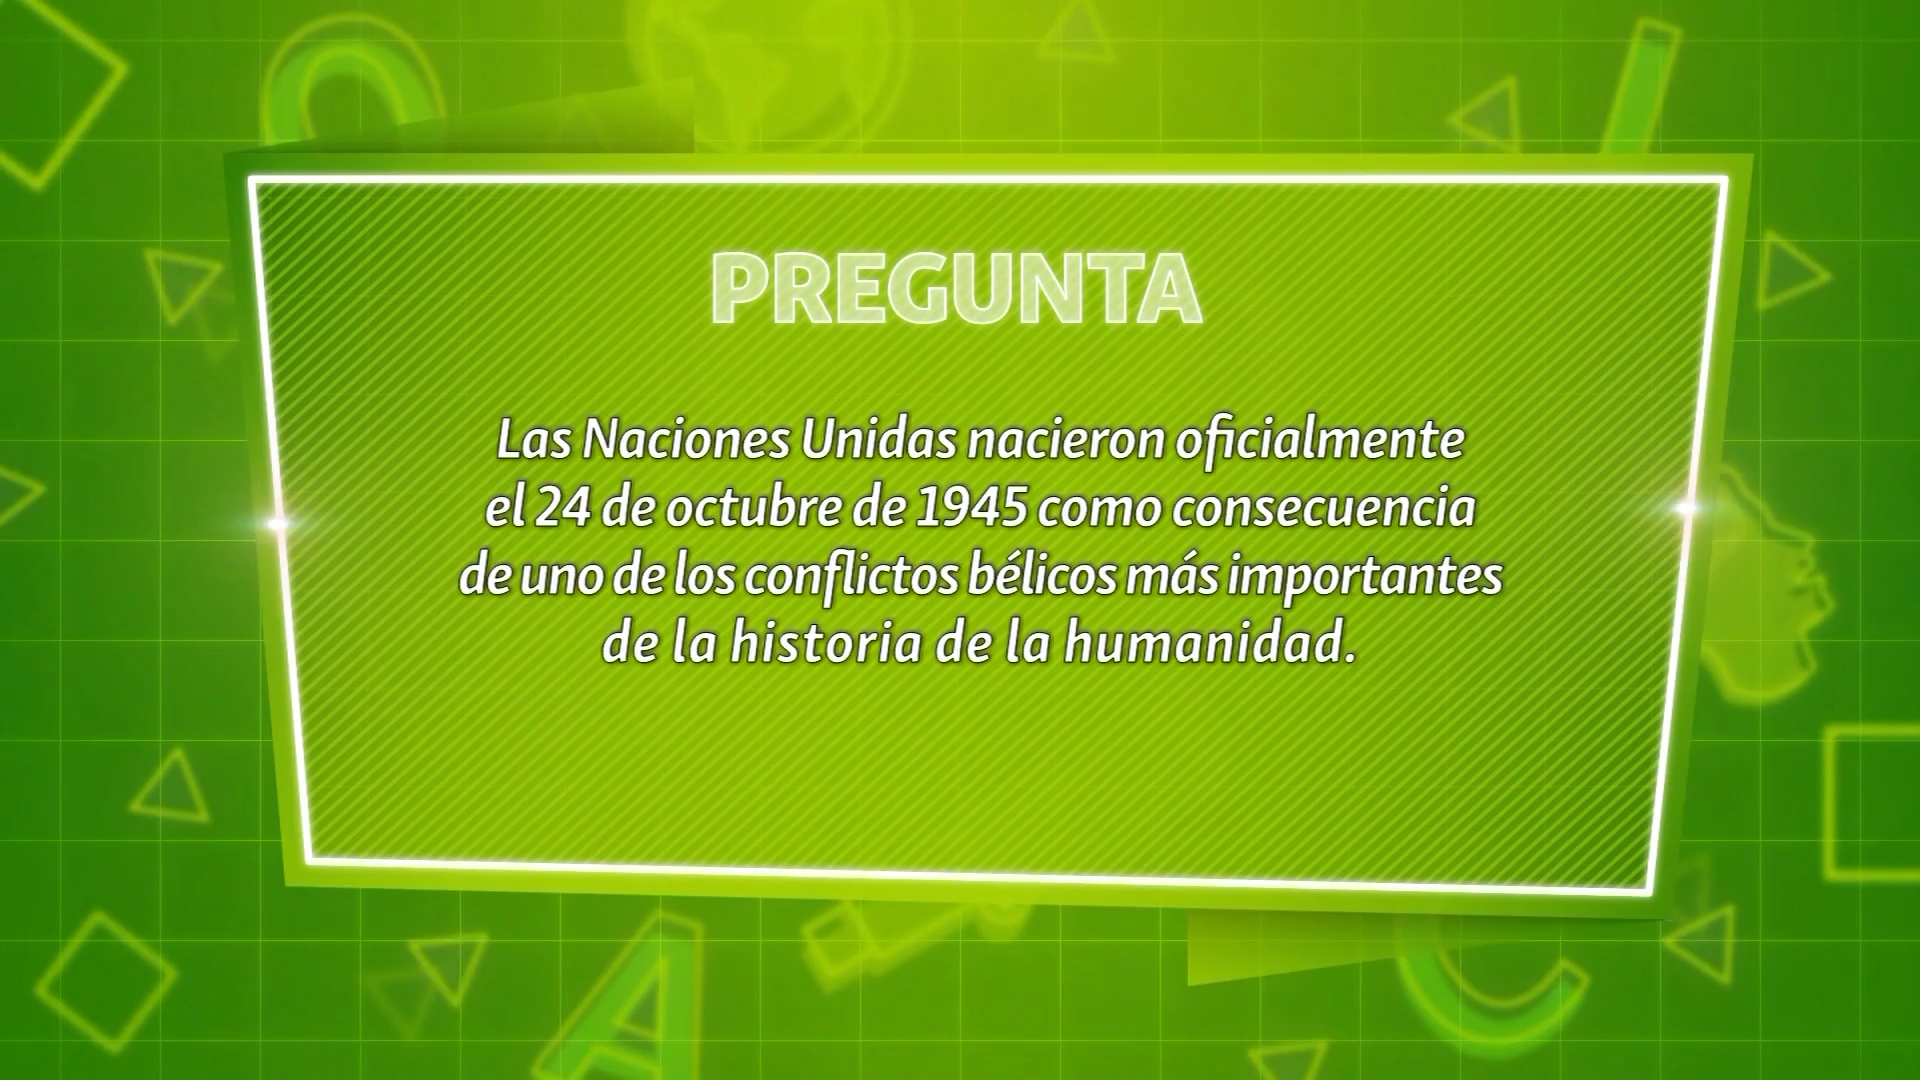 PREGUNTA
Las Naciones Unidas nacieron oficialmente
el 24 de octubre de 1945 como consecuencia
de uno de los conflictos bélicos más importantes
de la historia de la humanidad.